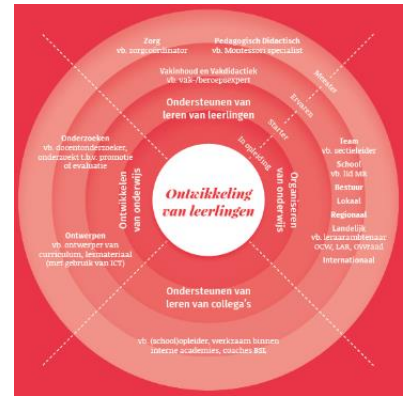 Zorg
vb. zorgcoördinator
Pedagogisch Didactisch
vb. Montessori specialist
Vakinhoud en Vakdidactiek
vb. vak-/beroepsexpert
Ondersteunen van
leren van leerlingen
Meester
Ervaren
Starter
In opleiding
Onderzoeken
vb. docentonderzoeker,
onderzoekt t.b.v. promotie
of evaluatie
Ontwikkelen
van onderwijs
Ontwerpen
vb. ontwerper van
curriculum, lesmateriaal
(met gebruik van ICT)
Ontwikkeling
van leerlingen
Organiseren
van onderwijs
Team
vb. sectieleider
School
vb. lid MR
Bestuur
Lokaal
Regionaal
Landelijk
vb. leraarambtenaar
OCW, LAR, OVraad
Internationaal
Ondersteunen van
leren van collega's
vb. (school)opleider, werkzaam binnen
interne academies, coaches BSL